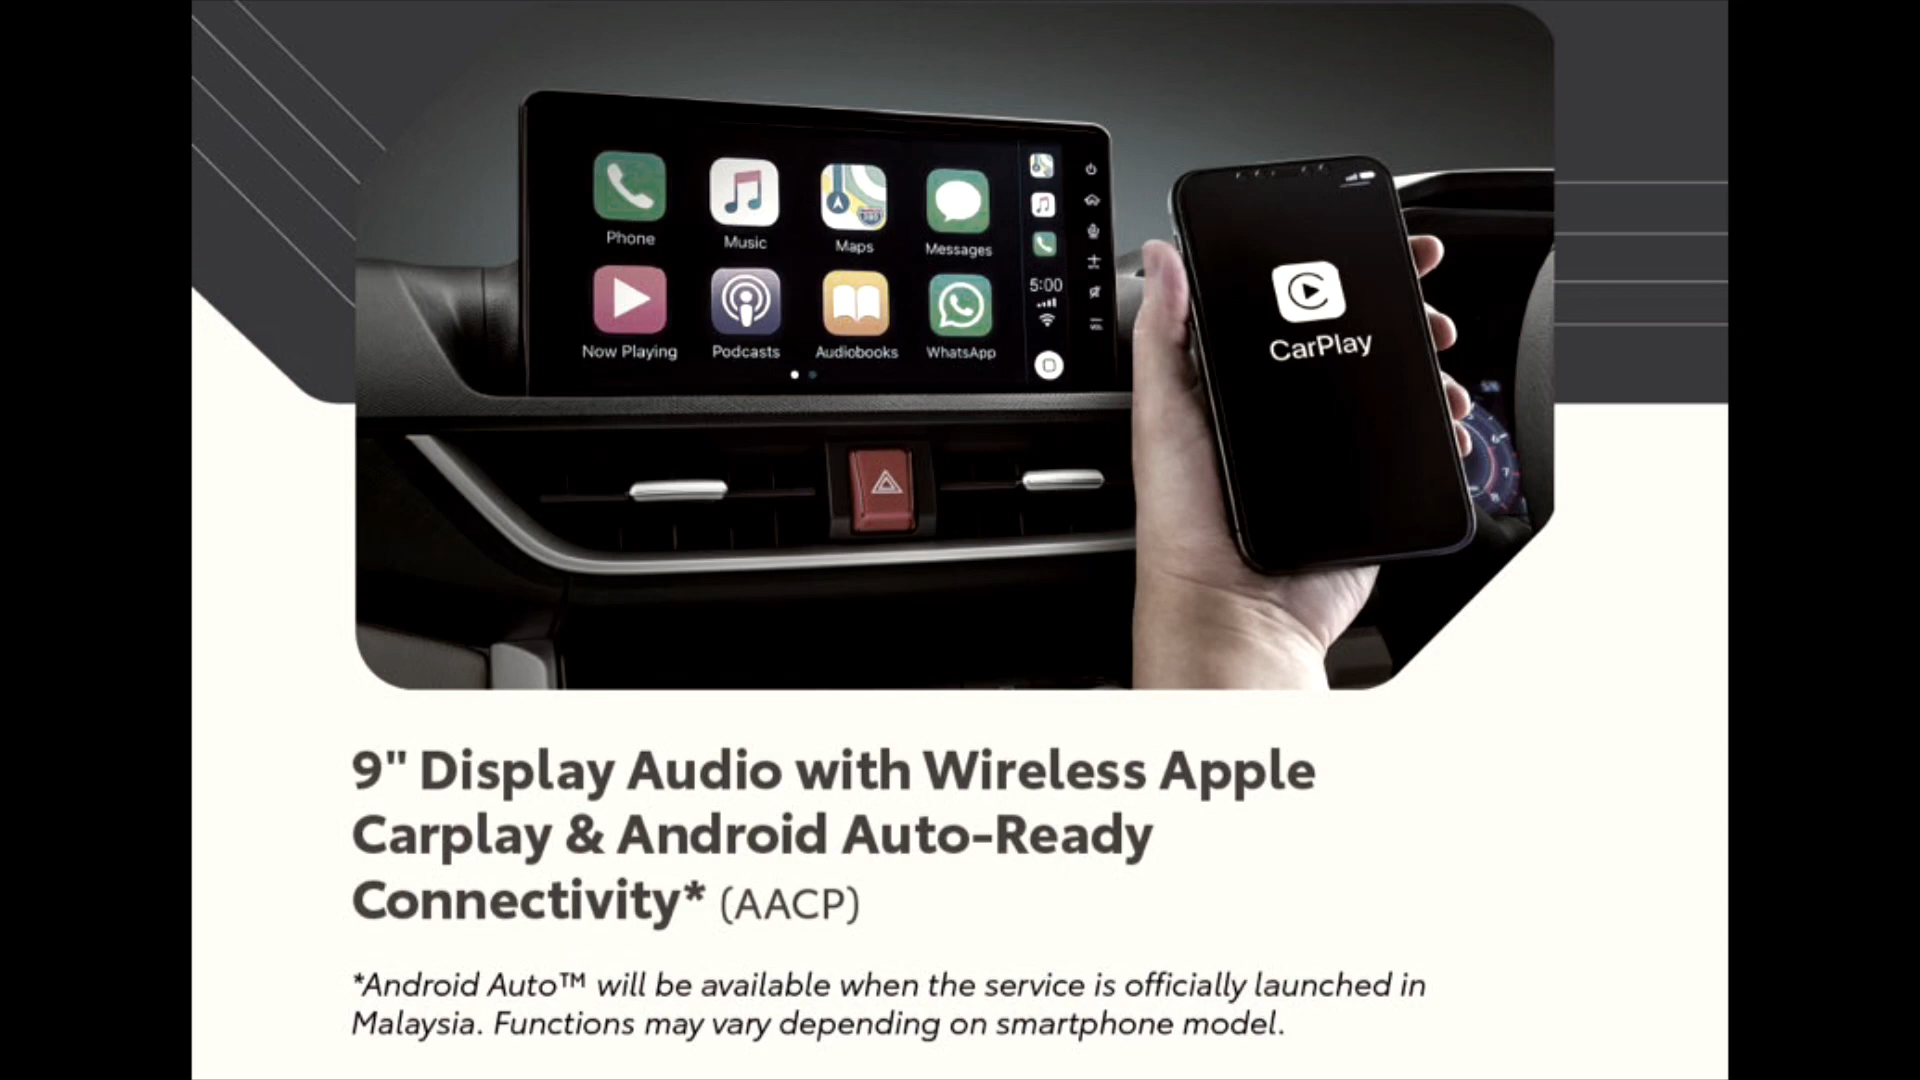 Phone
Music
Maps
Messages
Now Playing
Podcasts
Audiobooks
WhatsApp
5:00
CarPlay
9" Display Audio with Wireless Apple
Carplay & Android Auto-Ready
Connectivity* (AACP)
*Android Auto™ will be available when the service is officially launched in
Malaysia. Functions may vary depending on smartphone model.